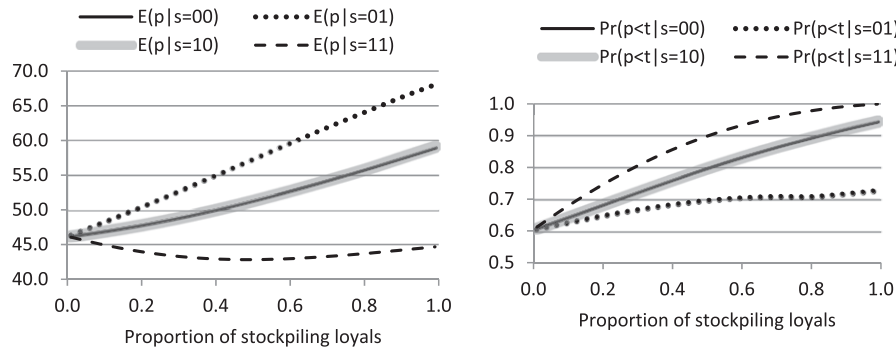 E(p|s=00) E(p|s=01)
E(p|s=10) E(p|s=11)
70.0
65.0
60.0
55.0
50.0
45.0
40.0
0.0 0.2 0.4 0.6 0.8 1.0
Proportion of stockpiling loyals
Pr(p<t|s=00) Pr(p<t|s=01)
Pr(p<t|s=10) Pr(p<t|s=11)
1.0
0.9
0.8
0.7
0.6
0.5
0.0 0.2 0.4 0.6 0.8 1.0
Proportion of stockpiling loyals